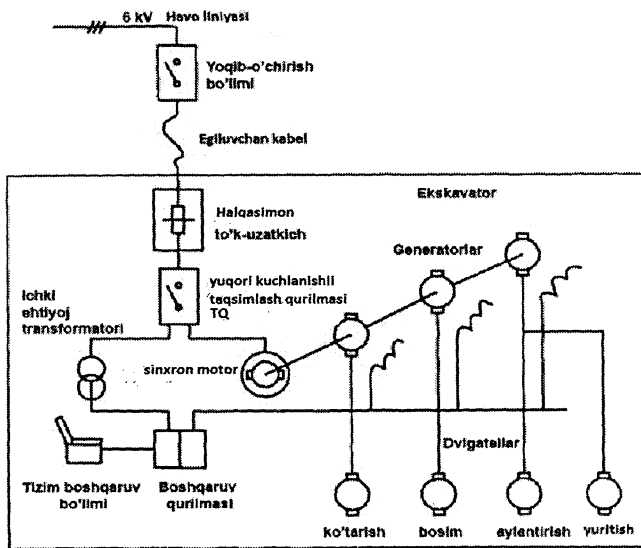 6 kV Havo liniyasi
Yoqib-o'chirish
bo'limi
Egiluvchan kabel
Ekskavator
Halqasimon
to'k-uzatkich
Generatorlar
yuqori kuchlanishli
taqsimlash qurilmasi
TQ
Ichki
ehtiyoj
transformatori
sinxron motor
Dvigatellar
Tizim boshqaruv
bo'limi
Boshqaruv
qurilmasi
ko'tarish bosim aylentirish yuritish